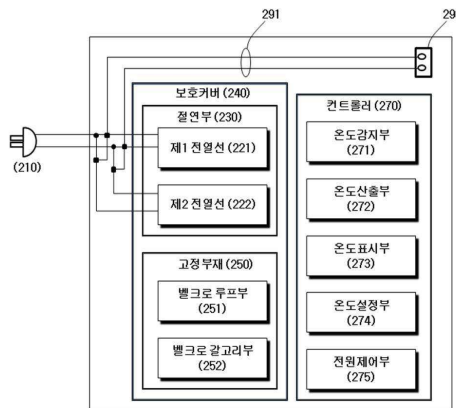 291
29
보호커버 (240)
절연부 (230)
제1 전열선 (221)
제2 전열선 (222)
(210)
고정부재 (250)
벨크로 루프부
(251)
벨크로 갈고리부
(252)
컨트롤러 (270)
온도감지부
(271)
온도산출부
(272)
온도표시부
(273)
온도설정부
(274)
전원제어부
(275)